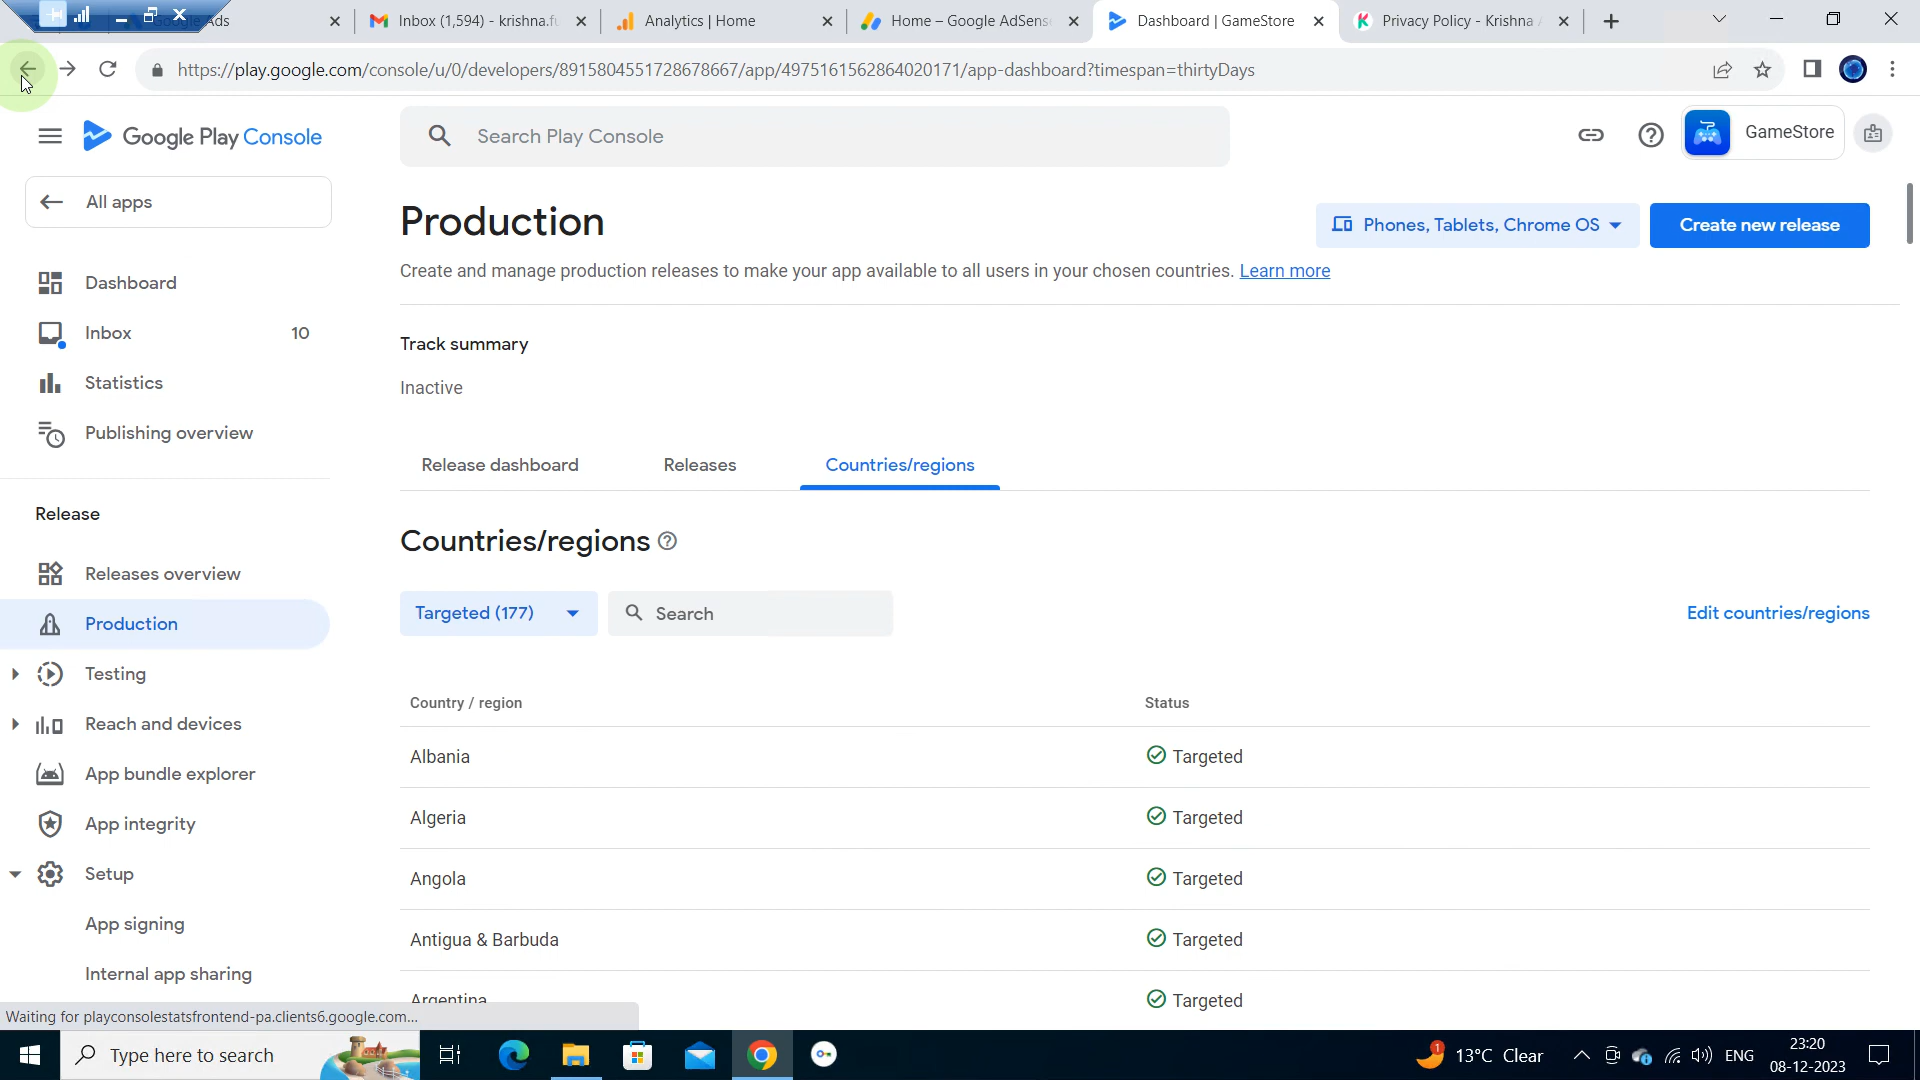 Ads
Inbox (1,594) - krishna.fu
Analytics | Home
Home – Google AdSense
Dashboard | GameStore
Privacy Policy - Krishna
https://play.google.com/console/u/0/developers/8915804551728678667/app/4975161562864020171/app-dashboard?timespan=thirtyDays
Google Play Console
Search Play Console
GameStore
All apps
Production
Phones, Tablets, Chrome OS
Create new release
Create and manage production releases to make your app available to all users in your chosen countries. Learn more
Dashboard
Inbox 10
Statistics
Publishing overview
Release
Releases overview
Production
Testing
Reach and devices
App bundle explorer
App integrity
Setup
App signing
Internal app sharing
Track summary
Inactive
Release dashboard
Releases
Countries/regions
Countries/regions
Targeted (177)
Search
Edit countries/regions
Country / region Status
Albania Targeted
Algeria Targeted
Angola Targeted
Antigua & Barbuda Targeted
Argentina Targeted
Waiting for playconsolestatsfrontend-pa.clients6.google.com...
Type here to search
1
13°C Clear
ENG
23:20
08-12-2023